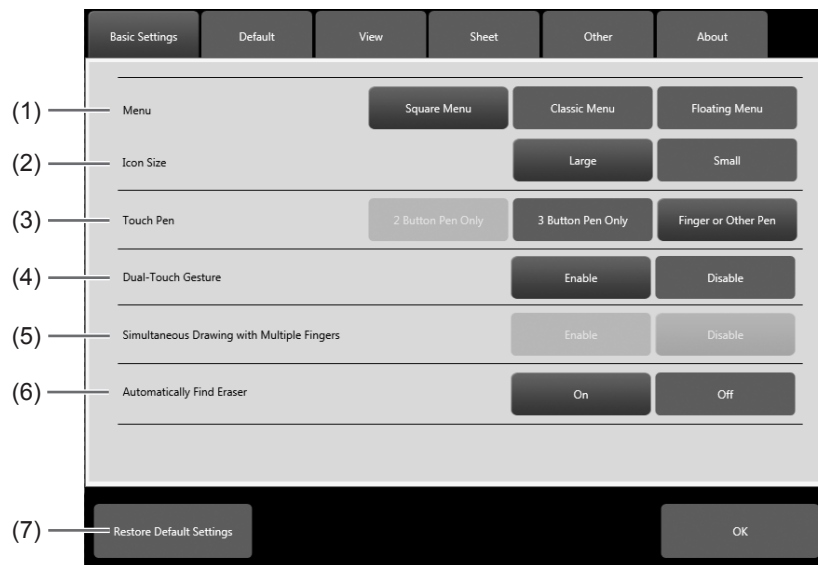 Basic Settings Default View Sheet Other About
(1) Menu Square Menu Classic Menu Floating Menu
(2) Icon Size Large Small
(3) Touch Pen 2 Button Pen Only 3 Button Pen Only Finger or Other Pen
(4) Dual-Touch Gesture Enable Disable
(5) Simultaneous Drawing with Multiple Fingers Enable Disable
(6) Automatically Find Eraser On Off
(7) Restore Default Settings OK